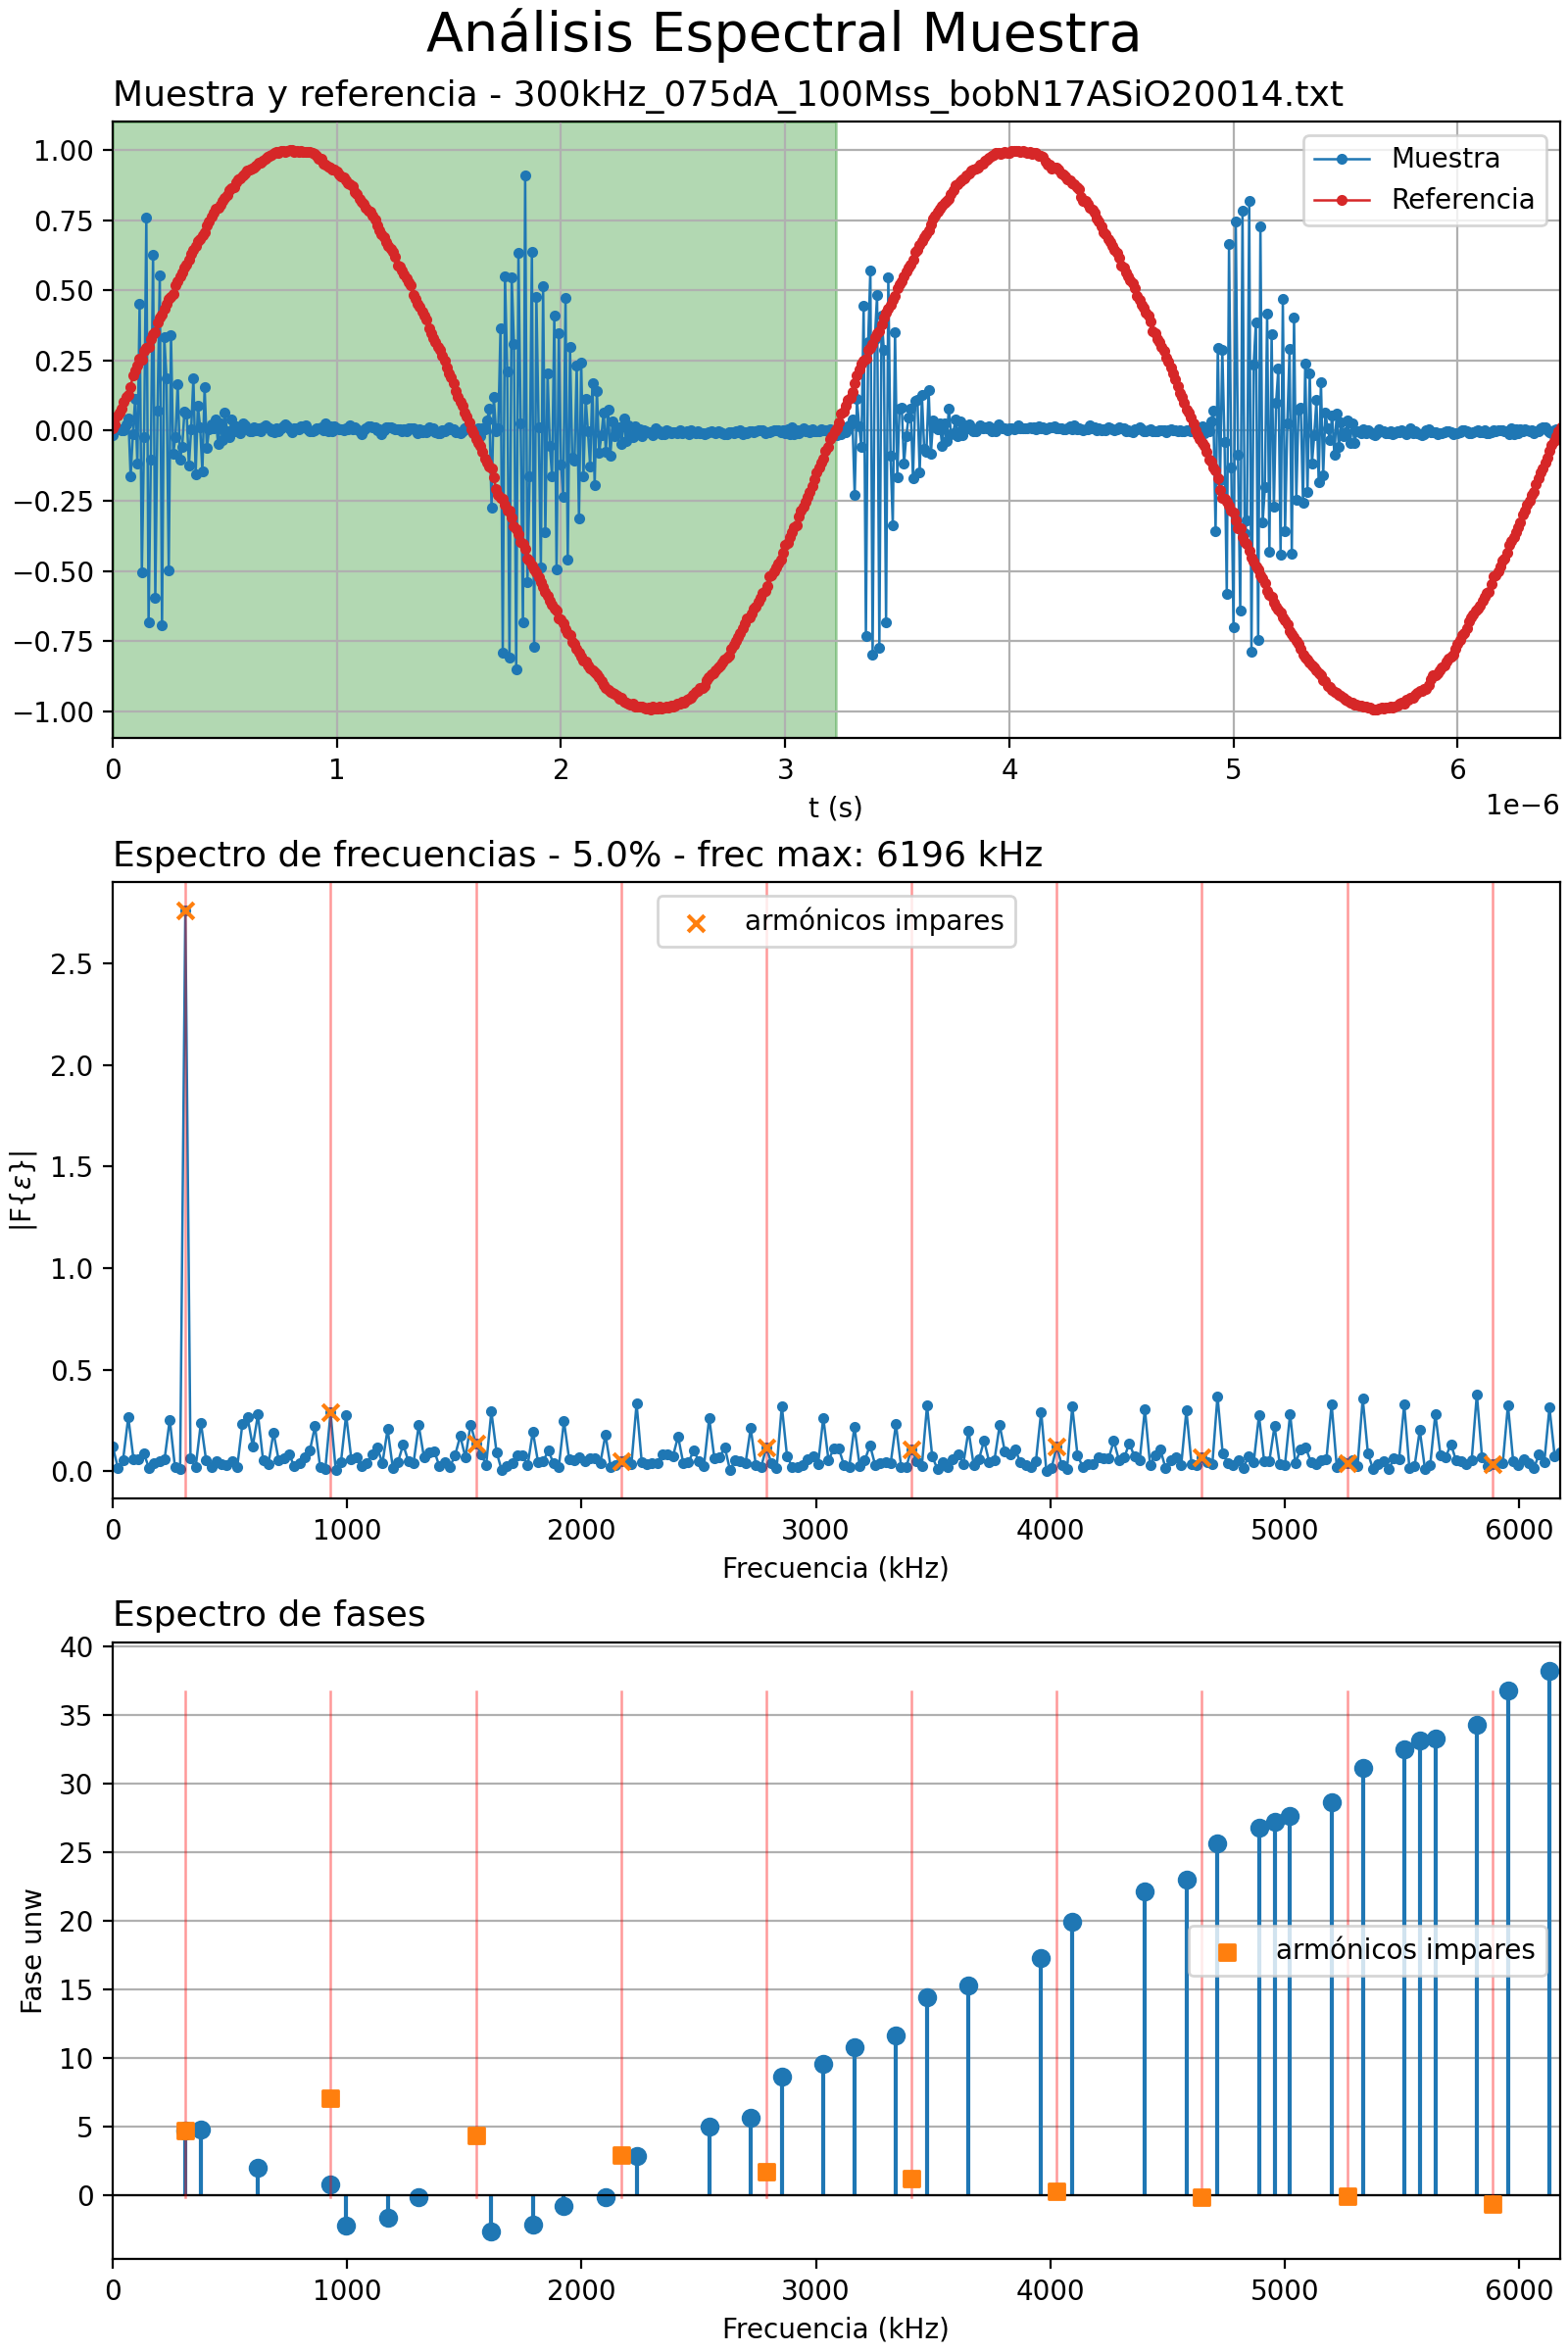 Análisis Espectral Muestra
Muestra y referencia - 300kHz_075dA_100Mss_bobN17ASiO20014.txt
1.00
0.75
0.50
0.25
0.00
−0.25
−0.50
−0.75
−1.00
Muestra
Referencia
0 1 2 3 4 5 6
t (s)
1e−6
Espectro de frecuencias - 5.0% - frec max: 6196 kHz
armónicos impares
|F{ε}|
2.5
2.0
1.5
1.0
0.5
0.0
0 1000 2000 3000 4000 5000 6000
Frecuencia (kHz)
Espectro de fases
Fase unw
40
35
30
25
20
15
10
5
0
armónicos impares
0 1000 2000 3000 4000 5000 6000
Frecuencia (kHz)